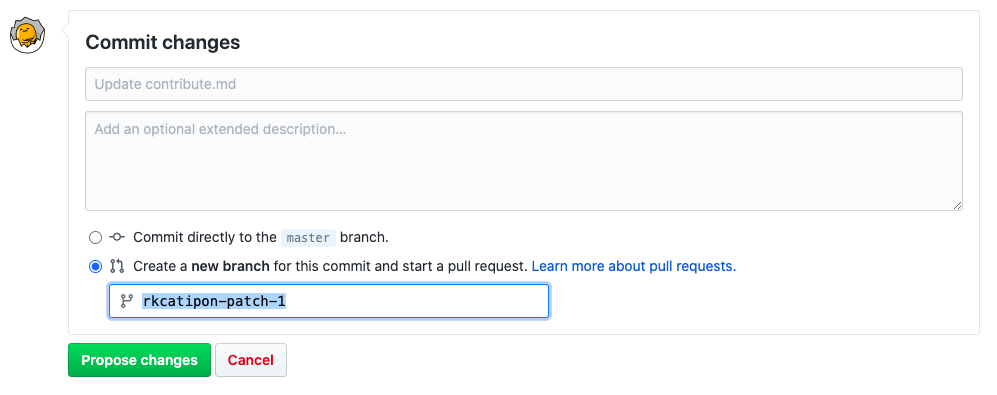 Commit changes
Update contribute.md
Add an optional extended description...
Commit directly to the master branch.
Create a new branch for this commit and start a pull request. Learn more about pull requests.
rkcatipon-patch-1
Propose changes Cancel